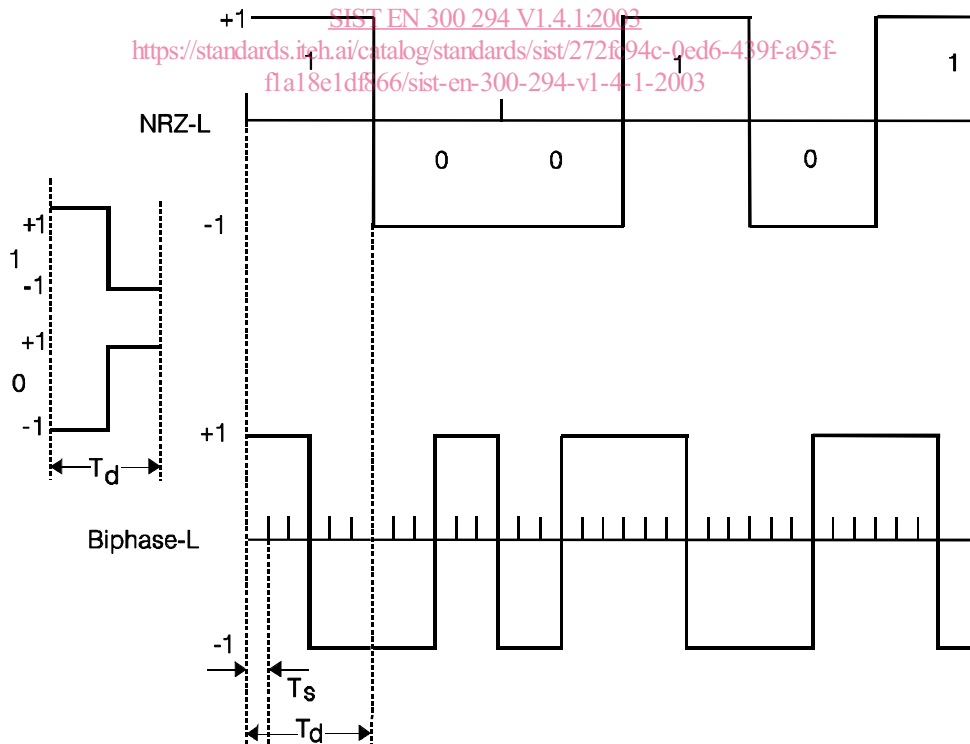 SIST EN 300 294 V1.4.1:2003
https://standards.iteh.ai/catalog/standards/sist/272fc94c-0ed6-439f-a95f-
f1a18e1df866/sist-en-300-294-v1-4-1-2003
+1
1
1
1
NRZ-L
0
0
0
-1
+1
1
-1
+1
0
-1
Td
+1
Biphase-L
-1
Ts
Td